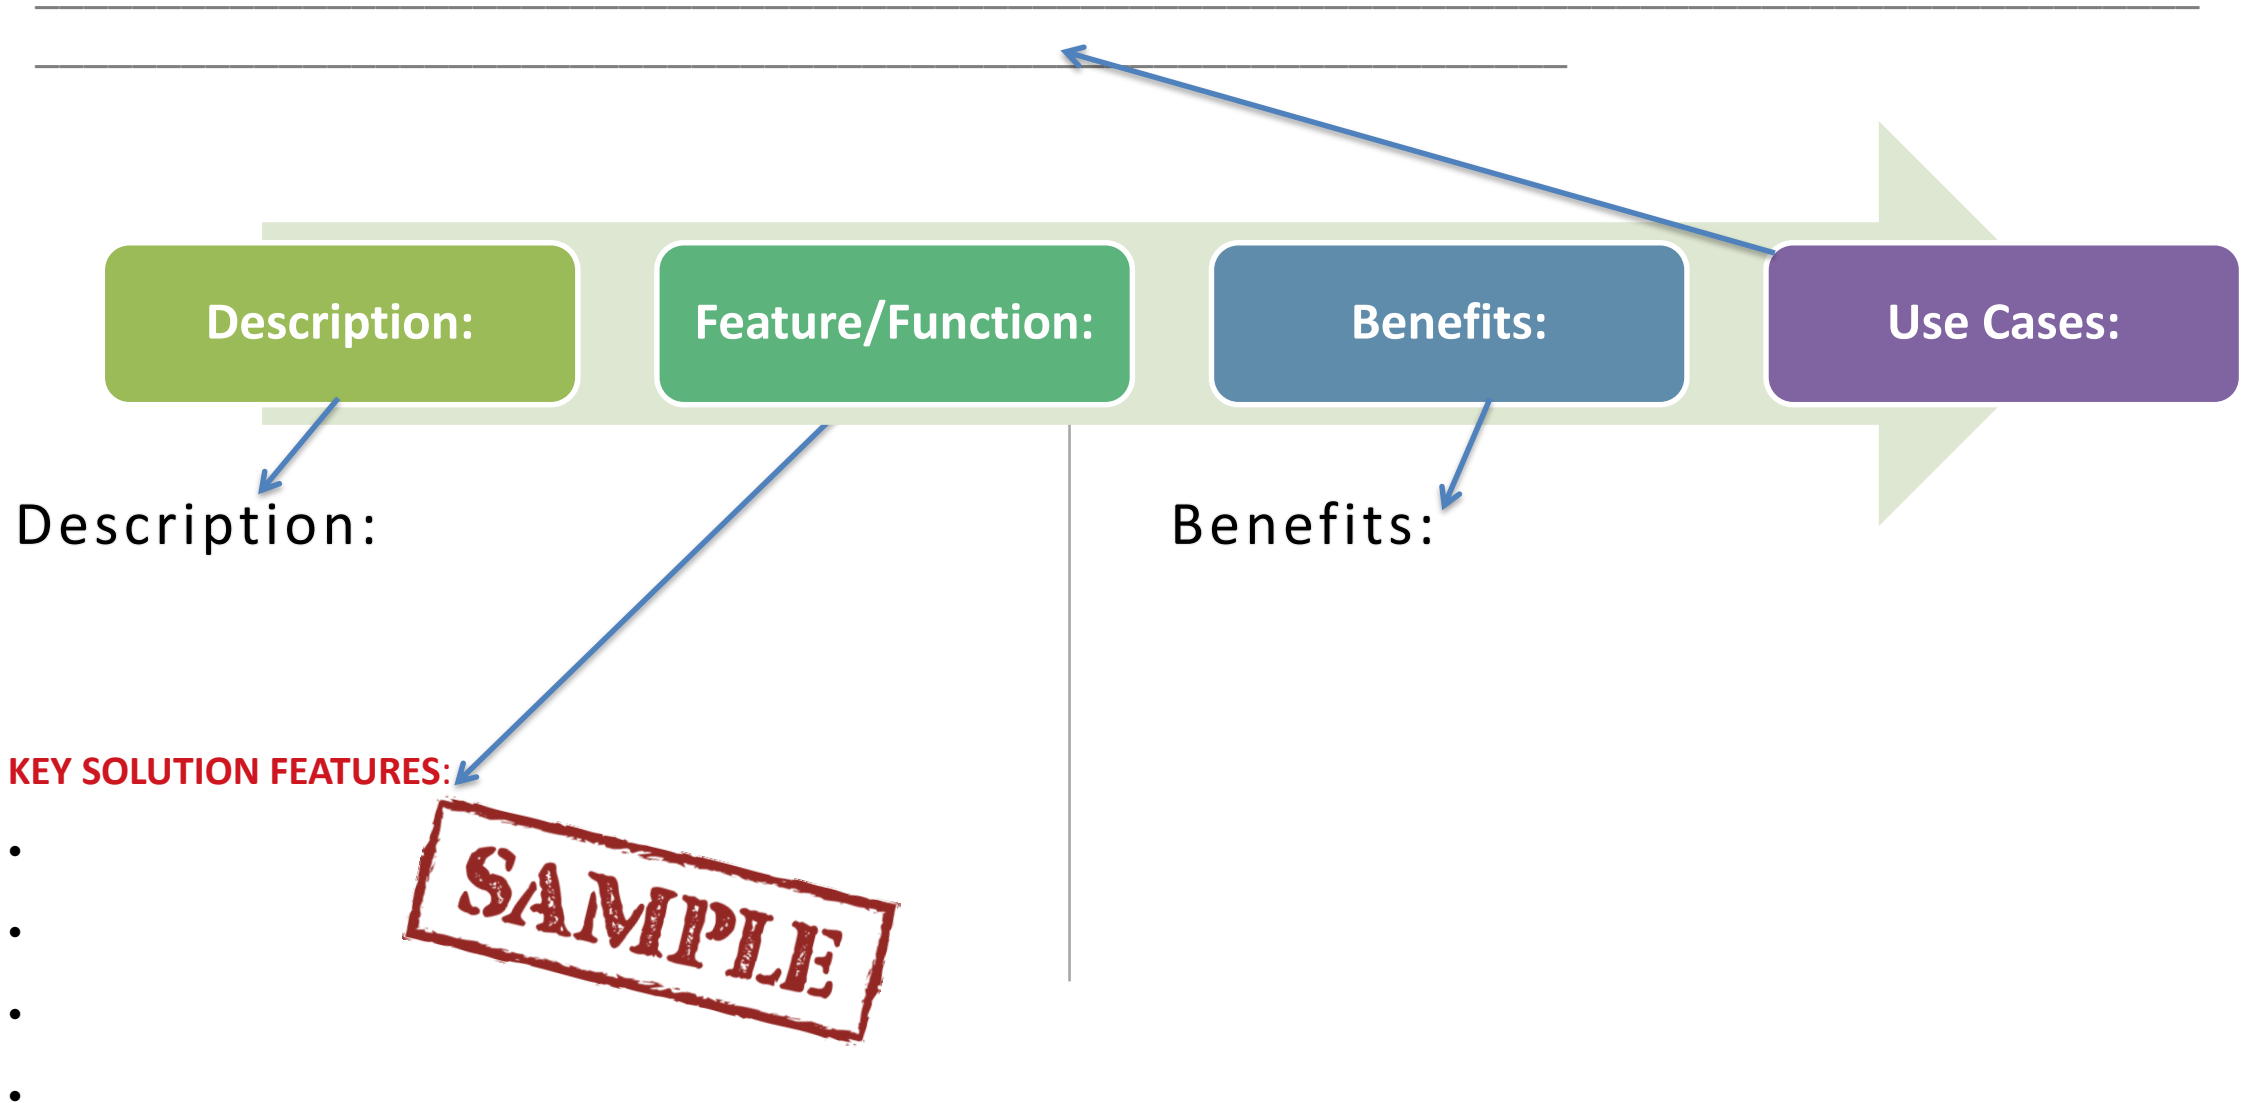 Description:
Feature/Function:
Benefits:
Use Cases:
Description:
Benefits:
KEY SOLUTION FEATURES:
•
SAMPLE
•
•
•